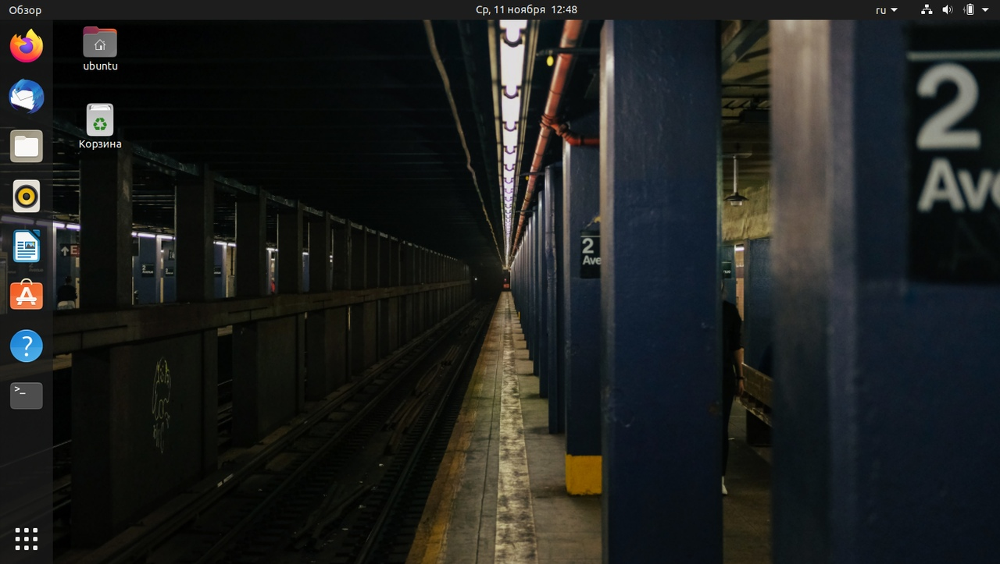 Обзор
Ср, 11 ноября 12:48
ru
ubuntu
Корзина
2
Ave
2
Ave